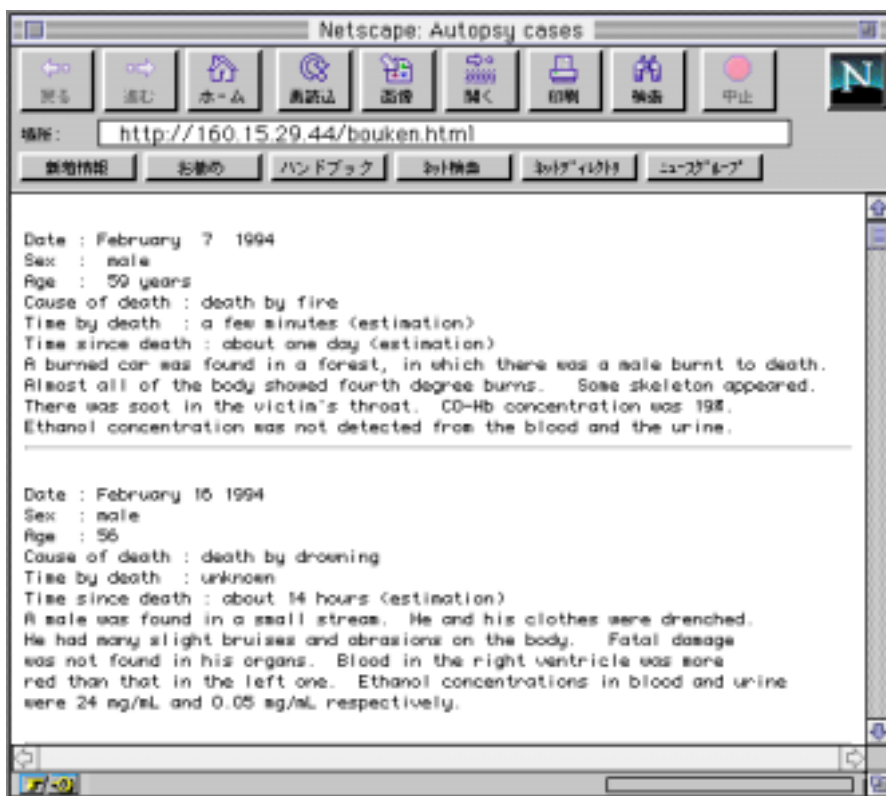 Netscape: Autopsy cases
戻る 進む ホーム 再読込 画像 開く 印刷 検索 中止
N
場所: http://160.15.29.44/bouken.html
新着情報 お勧め ハンドブック ネット検索 ネットディレクトリ ニュースグループ
Date : February 7 1994
Sex : male
Age : 59 years
Cause of death : death by fire
Time by death : a few minutes (estimation)
Time since death : about one day (estimation)
A burned car was found in a forest, in which there was a male burnt to death.
Almost all of the body showed fourth degree burns. Some skeleton appeared.
There was soot in the victim's throat. CO-Hb concentration was 19%.
Ethanol concentration was not detected from the blood and the urine.
Date : February 16 1994
Sex : male
Age : 56
Cause of death : death by drowning
Time by death : unknown
Time since death : about 14 hours (estimation)
A male was found in a small stream. He and his clothes were drenched.
He had many slight bruises and abrasions on the body. Fatal damage
was not found in his organs. Blood in the right ventricle was more
red than that in the left one. Ethanol concentrations in blood and urine
were 24 mg/mL and 0.05 mg/mL respectively.